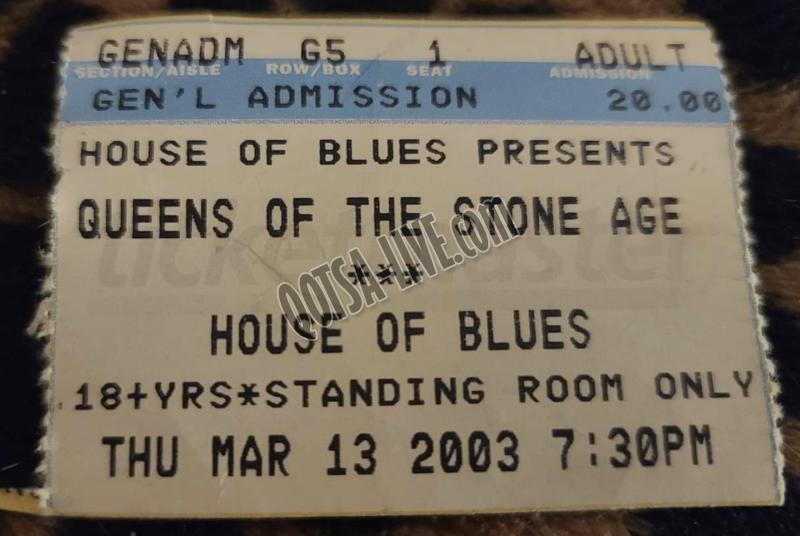 GENADM G5 1 ADULT
SECTION/AISLE ROW/BOX SEAT ADMISSION
GEN'L ADMISSION 20.00
HOUSE OF BLUES PRESENTS
QUEENS OF THE STONE AGE
ticketmaster
***
QOTSA-LIVE.com
HOUSE OF BLUES
18+YRS*STANDING ROOM ONLY
THU MAR 13 2003 7:30PM